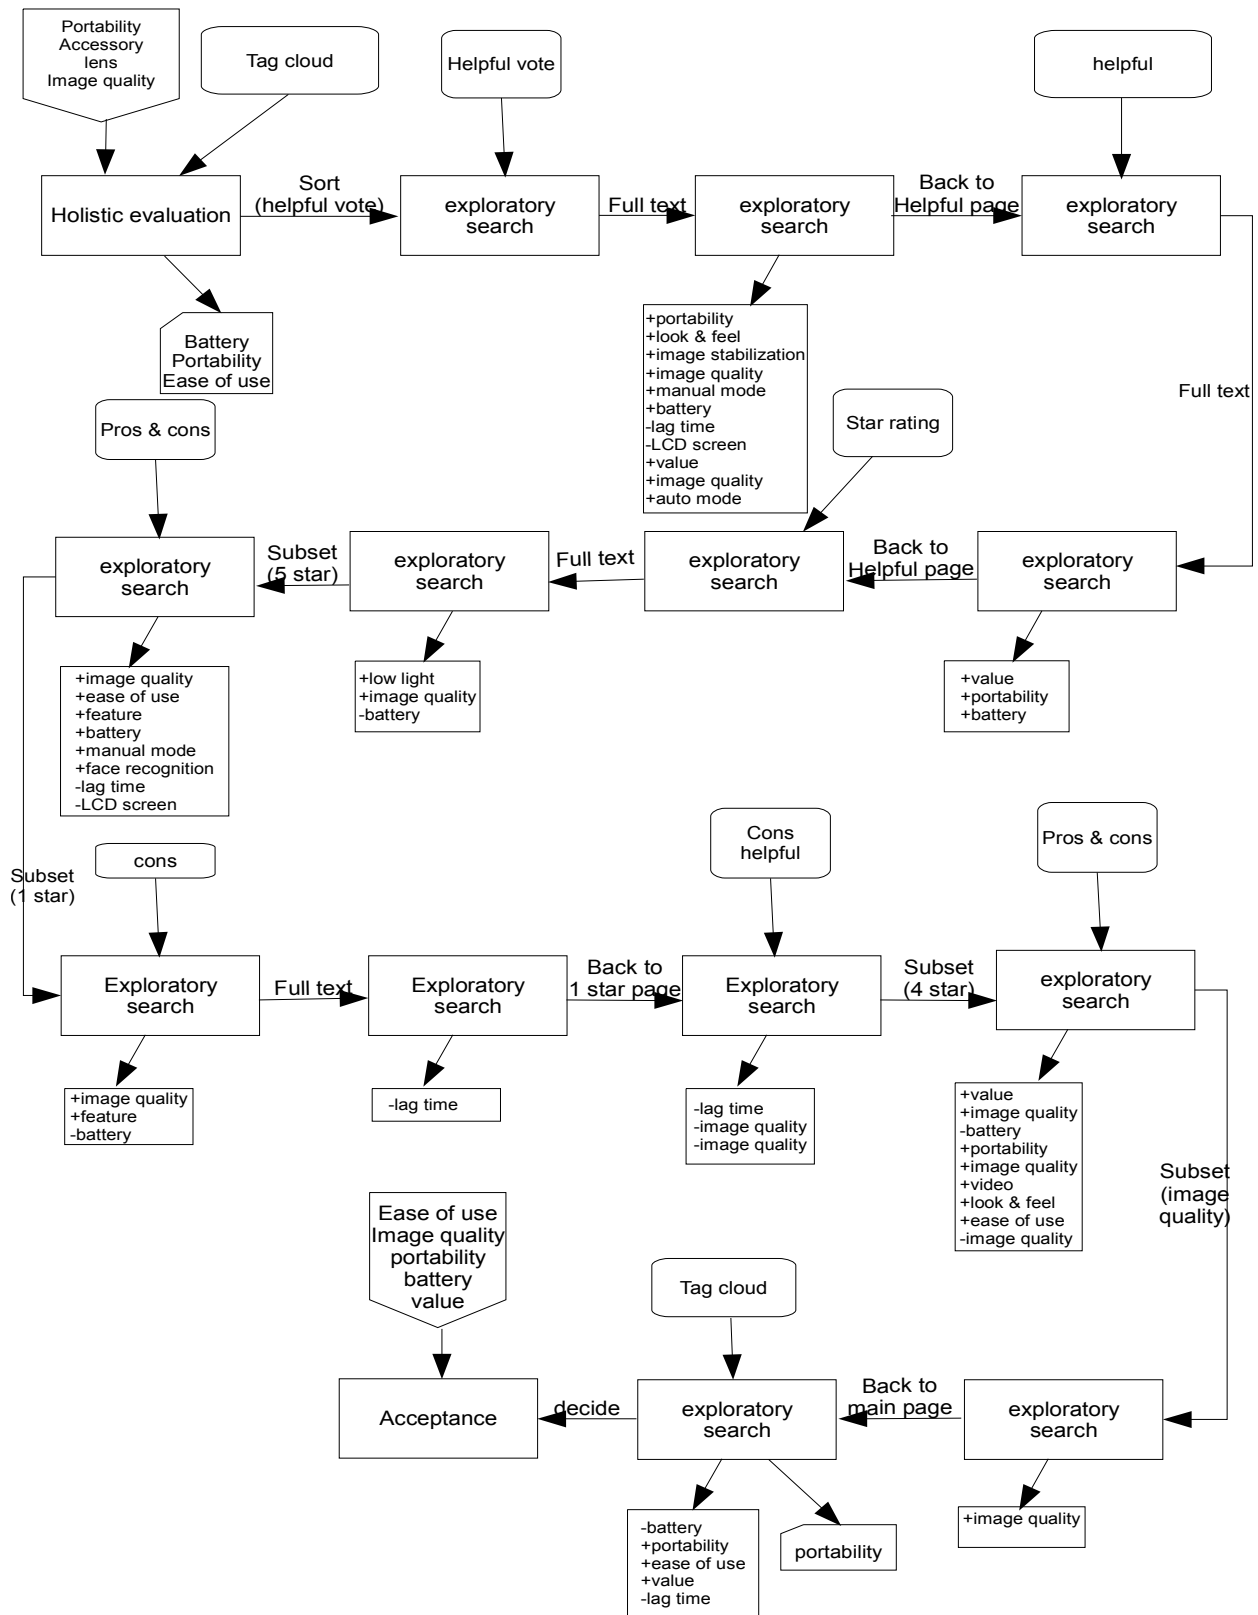 Portability
Accessory
lens
Image quality
Tag cloud
Helpful vote
helpful
Holistic evaluation
Sort
(helpful vote)
exploratory
search
Full text
exploratory
search
Back to
Helpful page
exploratory
search
Battery
Portability
Ease of use
+portability
+look & feel
+image stabilization
+image quality
+manual mode
+battery
-lag time
-LCD screen
+value
+image quality
+auto mode
Full text
Pros & cons
Star rating
exploratory
search
Subset
(5 star)
exploratory
search
Full text
exploratory
search
Back to
Helpful page
exploratory
search
+image quality
+ease of use
+feature
+battery
+manual mode
+face recognition
-lag time
-LCD screen
+low light
+image quality
-battery
+value
+portability
+battery
Subset
(1 star)
cons
Cons
helpful
Pros & cons
Exploratory
search
Full text
Exploratory
search
Back to
1 star page
Exploratory
search
Subset
(4 star)
exploratory
search
+image quality
+feature
-battery
-lag time
-lag time
-image quality
-image quality
+value
+image quality
-battery
+portability
+image quality
+video
+look & feel
+ease of use
-image quality
Subset
(image
quality)
Ease of use
Image quality
portability
battery
value
Tag cloud
Acceptance
decide
exploratory
search
Back to
main page
exploratory
search
-battery
+portability
+ease of use
+value
-lag time
portability
+image quality